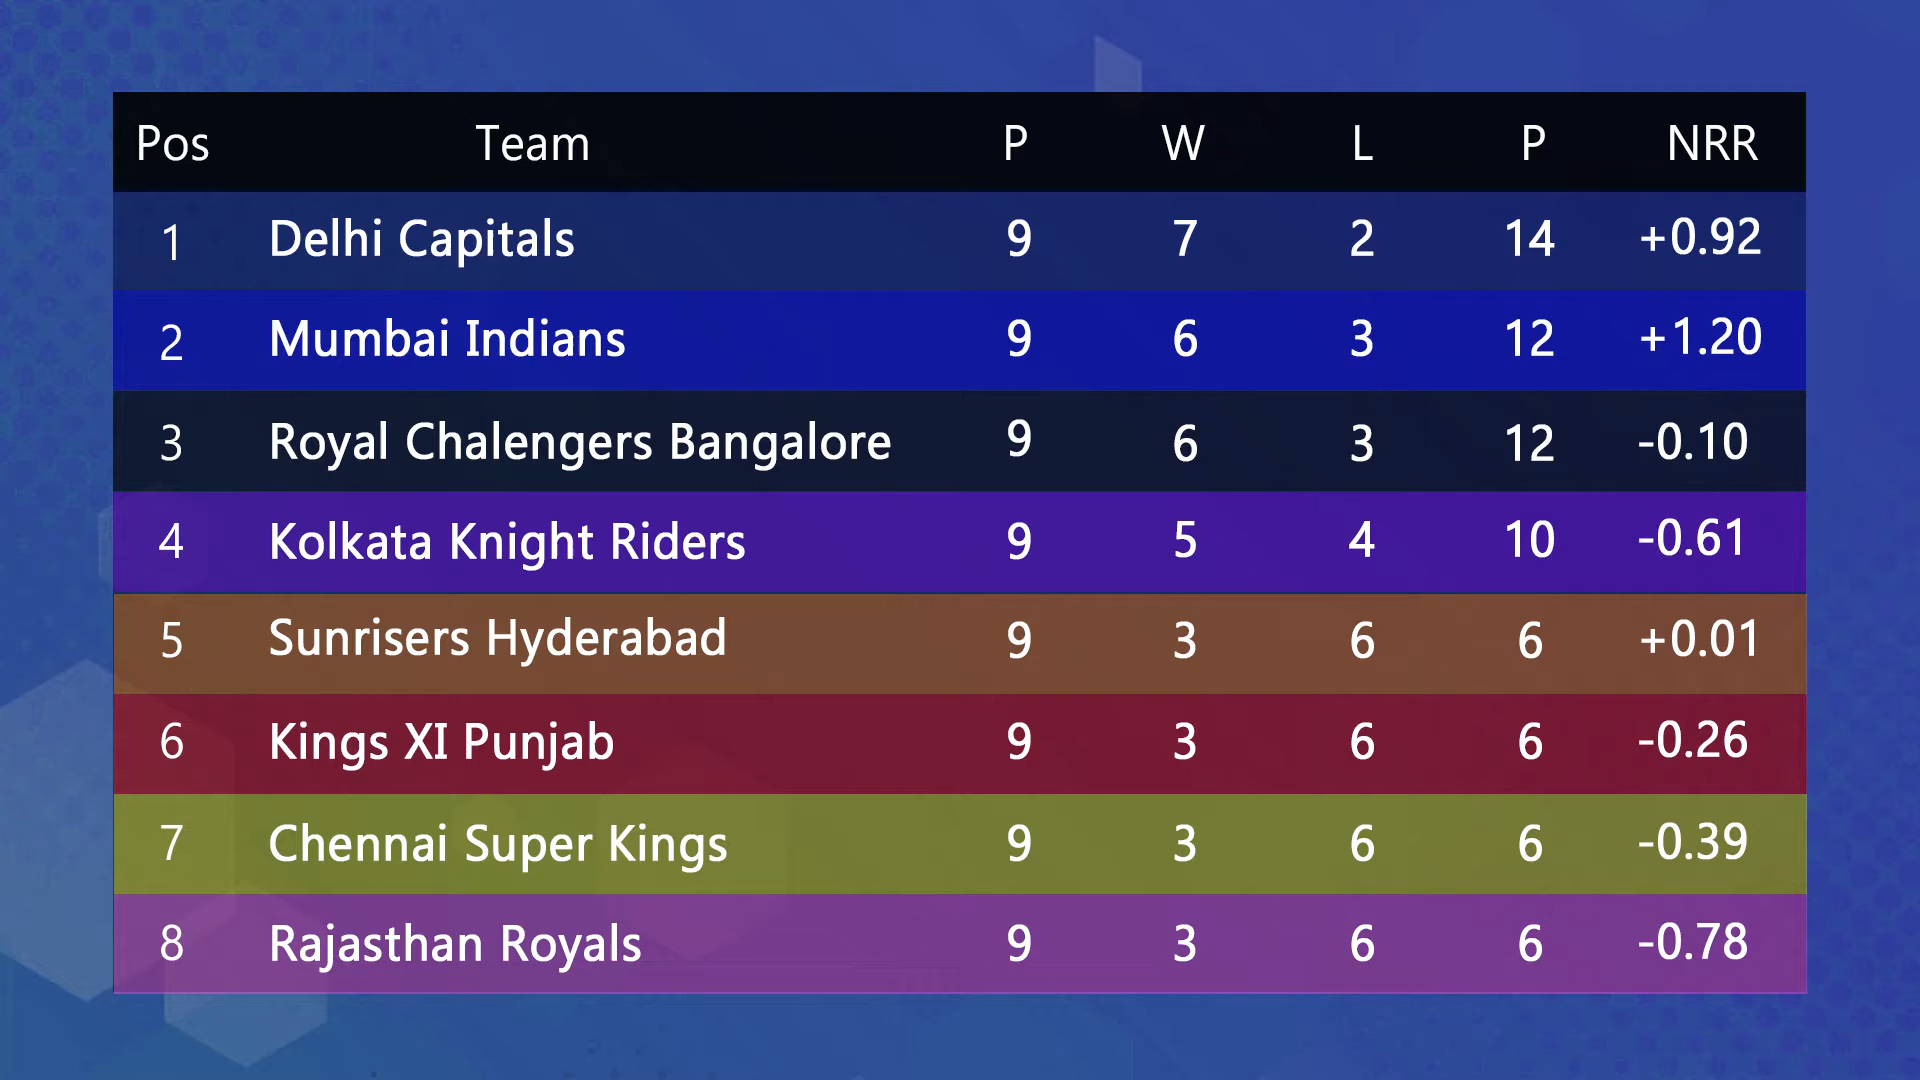 Pos Team P W L P NRR
1 Delhi Capitals 9 7 2 14 +0.92
2 Mumbai Indians 9 6 3 12 +1.20
3 Royal Chalengers Bangalore 9 6 3 12 -0.10
4 Kolkata Knight Riders 9 5 4 10 -0.61
5 Sunrisers Hyderabad 9 3 6 6 +0.01
6 Kings XI Punjab 9 3 6 6 -0.26
7 Chennai Super Kings 9 3 6 6 -0.39
8 Rajasthan Royals 9 3 6 6 -0.78